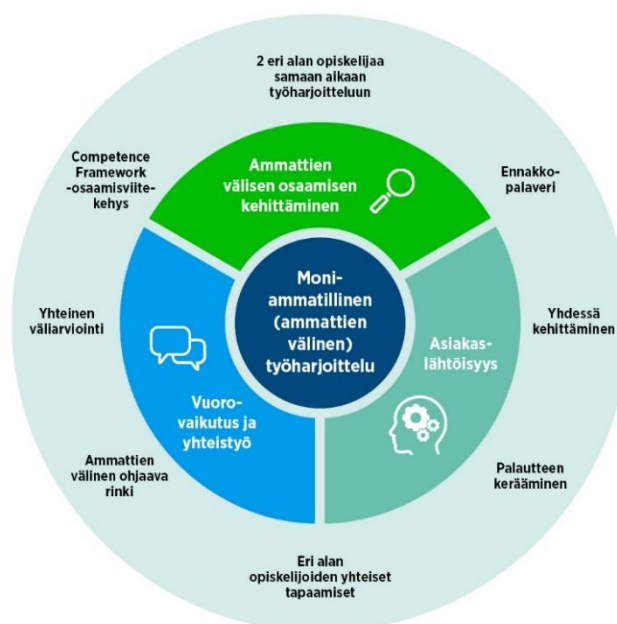 2 eri alan opiskelijaa
samaan aikaan
työharjoitteluun
Ennakko-
palaveri
Yhdessä
kehittäminen
Palautteen
kerääminen
Eri alan
opiskelijoiden yhteiset
tapaamiset
Ammattien
välinen ohjaava
rinki
Yhteinen
väliarviointi
Competence
Framework
-osaamisviite-
kehys
Ammattien
välisen osaamisen
kehittäminen
Asiakas-
lähtöisyys
Vuoro-
vaikutus ja
yhteistyö
Moni-
ammatillinen
(ammattien
välinen)
työharjoittelu